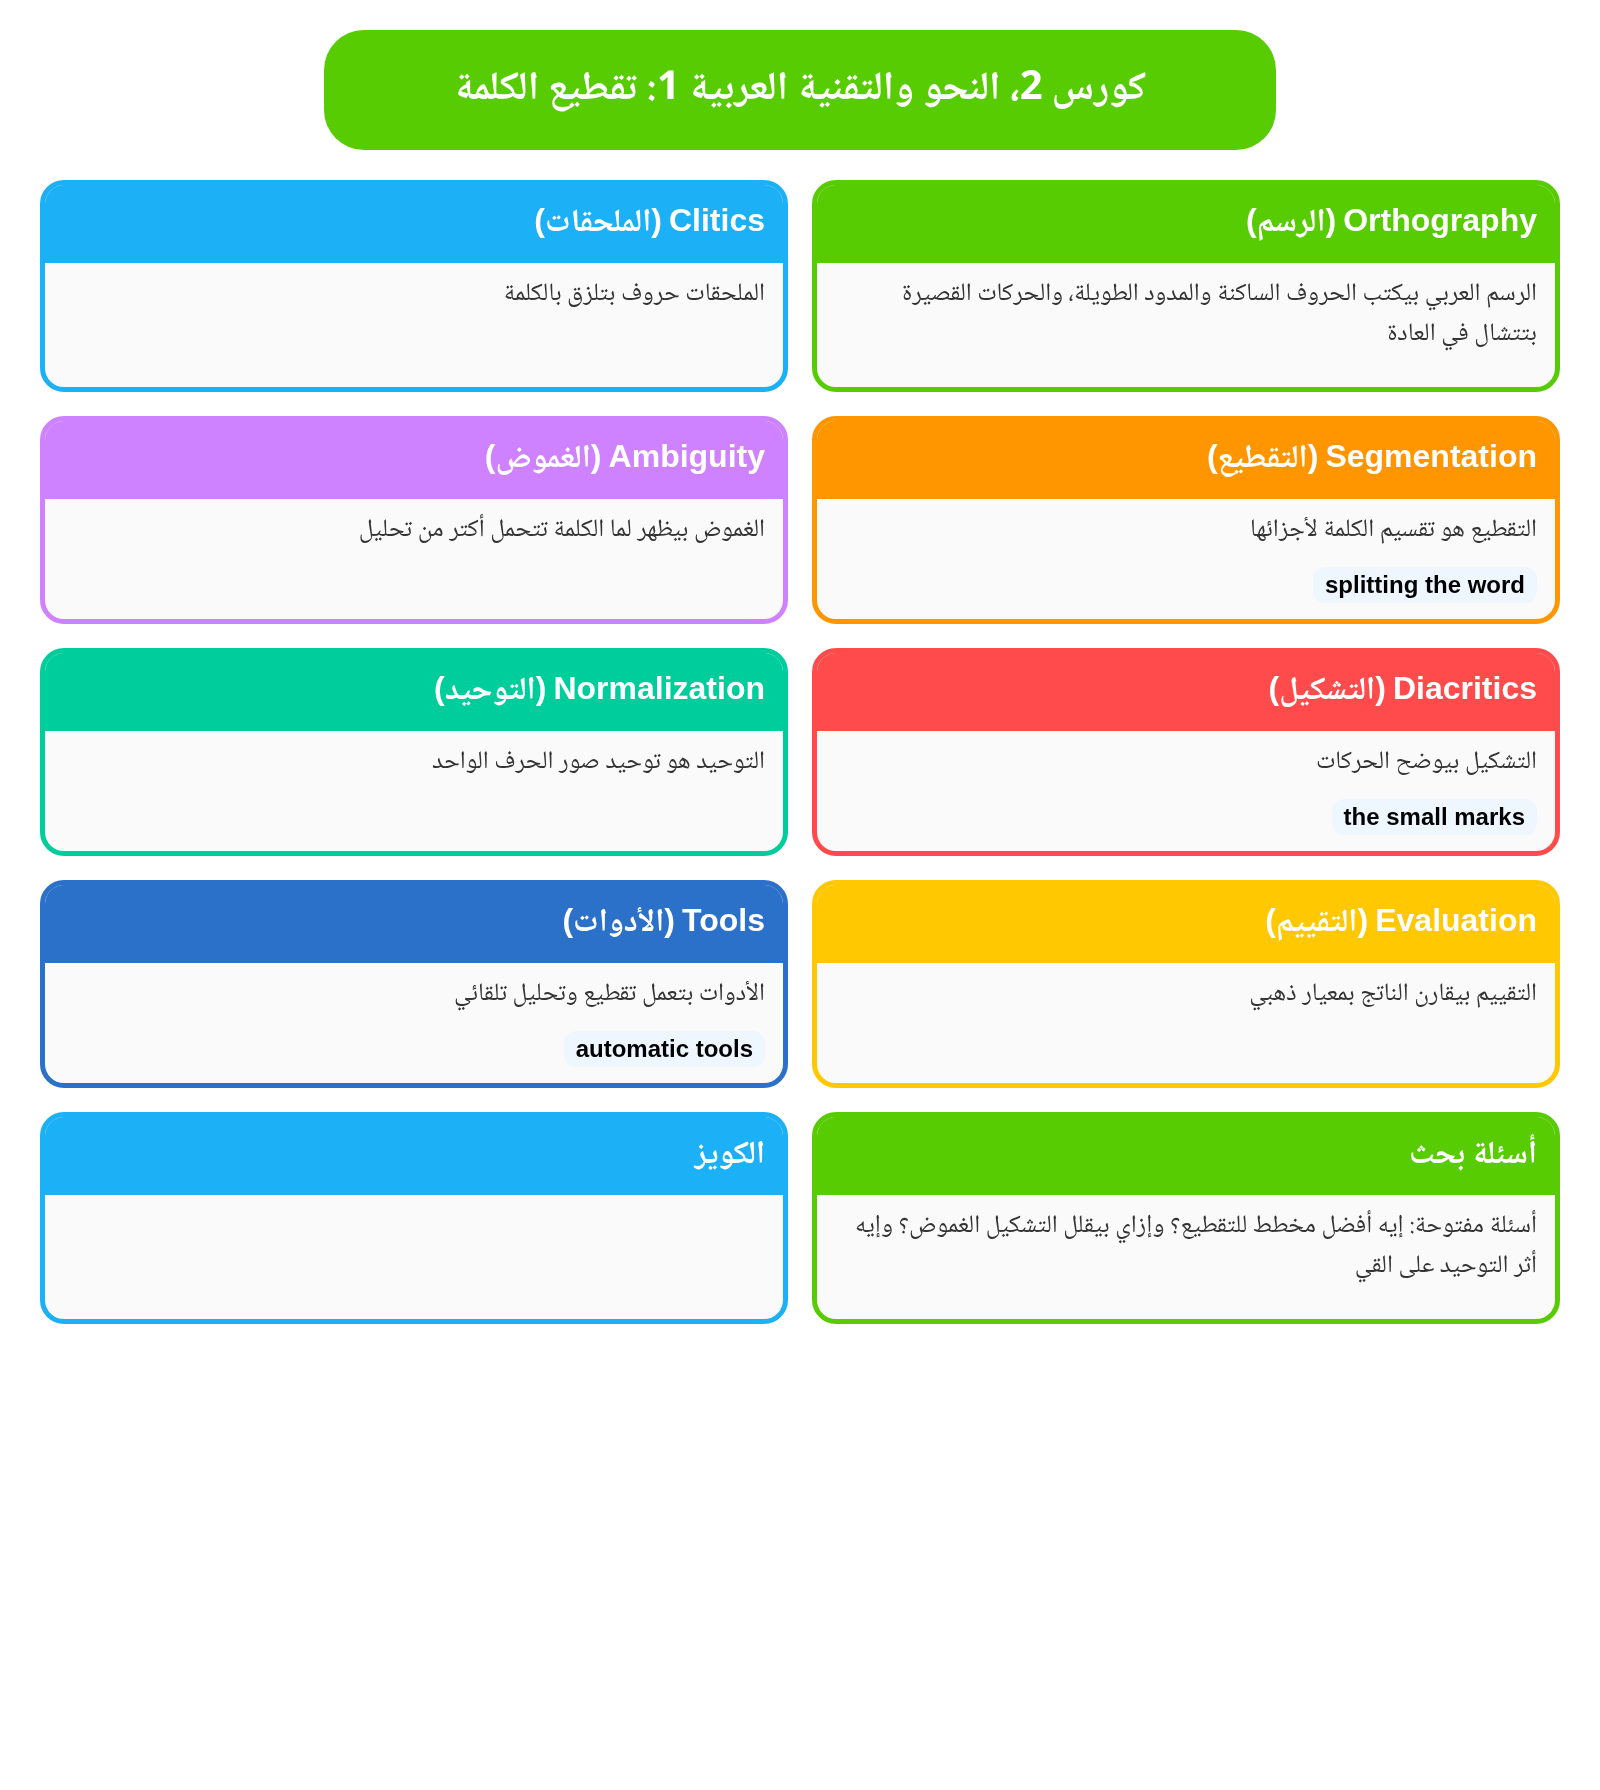 كورس 2، النحو والتقنية العربية 1: تقطيع الكلمة
Orthography (الرسم)
الرسم العربي بيكتب الحروف الساكنة والمدود الطويلة، والحركات القصيرة
بتتشال في العادة
Clitics (الملحقات)
الملحقات حروف بتلزق بالكلمة
Segmentation (التقطيع)
التقطيع هو تقسيم الكلمة لأجزائها
splitting the word
Ambiguity (الغموض)
الغموض بيظهر لما الكلمة تتحمل أكتر من تحليل
Diacritics (التشكيل)
التشكيل بيوضح الحركات
the small marks
Normalization (التوحيد)
التوحيد هو توحيد صور الحرف الواحد
Evaluation (التقييم)
التقييم بيقارن الناتج بمعيار ذهبي
Tools (الأدوات)
الأدوات بتعمل تقطيع وتحليل تلقائي
automatic tools
أسئلة بحث
أسئلة مفتوحة: إيه أفضل مخطط للتقطيع؟ وإزاي بيقلل التشكيل الغموض؟ وإيه
أثر التوحيد على القي
الكويز